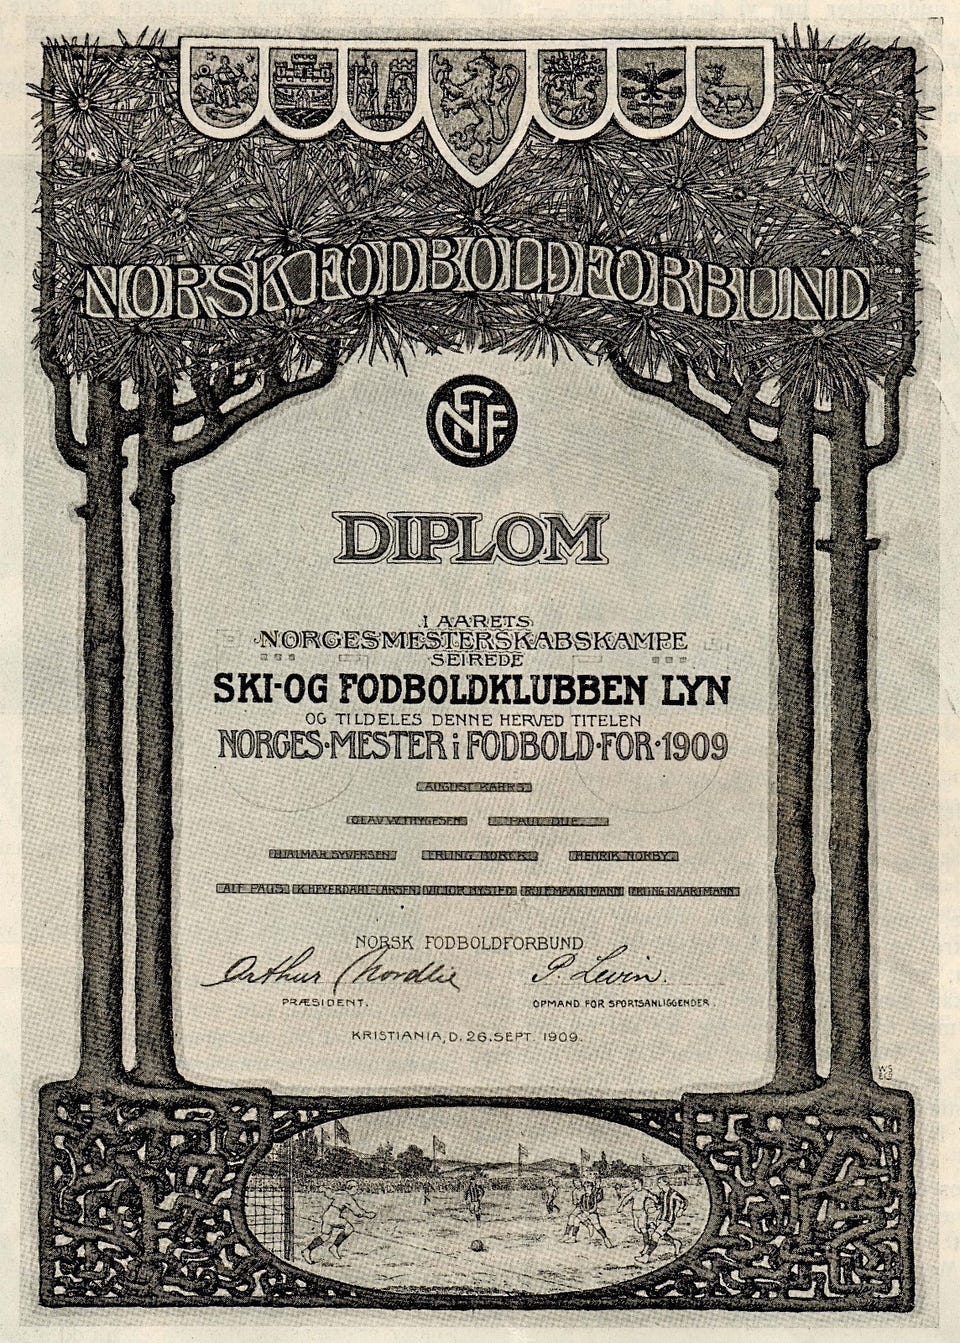 NORSK FODBOLDFORBUND
NFF
DIPLOM
I AARETS
NORGESMESTERSKABSKAMPE
SEIREDE
SKI-OG FODBOLDKLUBBEN LYN
OG TILDELES DENNE HERVED TITELEN
NORGES·MESTER i FODBOLD·FOR·1909
AUGUST KAHRS
OLAV W. THYGESEN PAUL DUE
HJALMAR SYVERSEN ERLING HENRIK NORBY
ALF PAUS K. HEYERDAHL-LARSEN VICTOR NYSTED ROLF MAARTMANN ERLING MAARTMANN
NORSK FODBOLDFORBUND
Arthur Nordlie P. Levin.
PRÆSIDENT. OPMAND FOR SPORTSANLIGGENDER
KRISTIANIA, D. 26. SEPT. 1909.